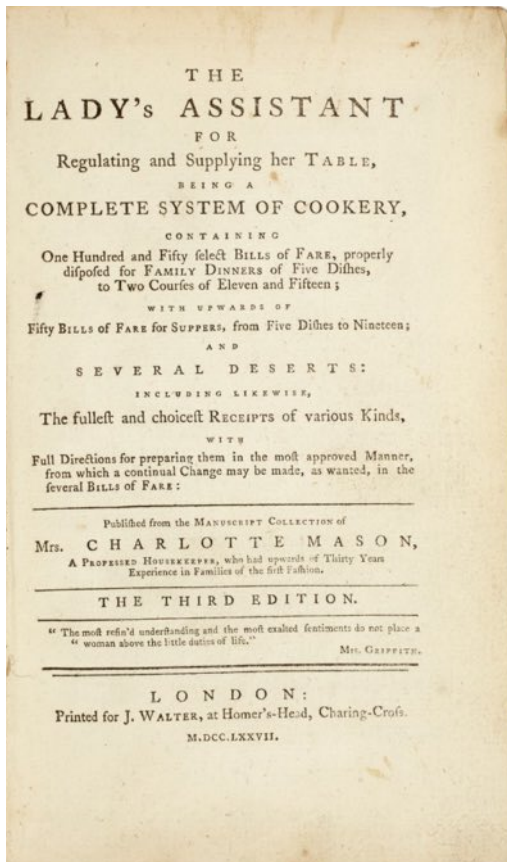 THE
LADY's ASSISTANT
FOR
Regulating and Supplying her TABLE,
BEING A
COMPLETE SYSTEM OF COOKERY,
CONTAINING
One Hundred and Fifty ſelect BILLS of FARE, properly
diſpoſed for FAMILY DINNERS of Five Diſhes,
to Two Courſes of Eleven and Fifteen;
WITH UPWARDS OF
Fifty BILLS of FARE for SUPPERS, from Five Diſhes to Nineteen;
AND
SEVERAL DESERTS:
INCLUDING LIKEWISE,
The fulleſt and choiceſt RECEIPTS of various Kinds,
WITH
Full Directions for preparing them in the moſt approved Manner,
from which a continual Change may be made, as wanted, in the
ſeveral BILLS of FARE:
Publiſhed from the MANUSCRIPT COLLECTION of
Mrs. CHARLOTTE MASON,
A PROFESSED HOUSEKEEPER, who had upwards of Thirty Years
Experience in Families of the firſt Faſhion.
THE THIRD EDITION.
“ The moſt refin'd underſtanding and the moſt exalted ſentiments do not place a
“ woman above the little duties of life.”
Mrs. GRIFFITH.
LONDON:
Printed for J. WALTER, at Homer's-Head, Charing-Croſs.
M.DCC.LXXVII.